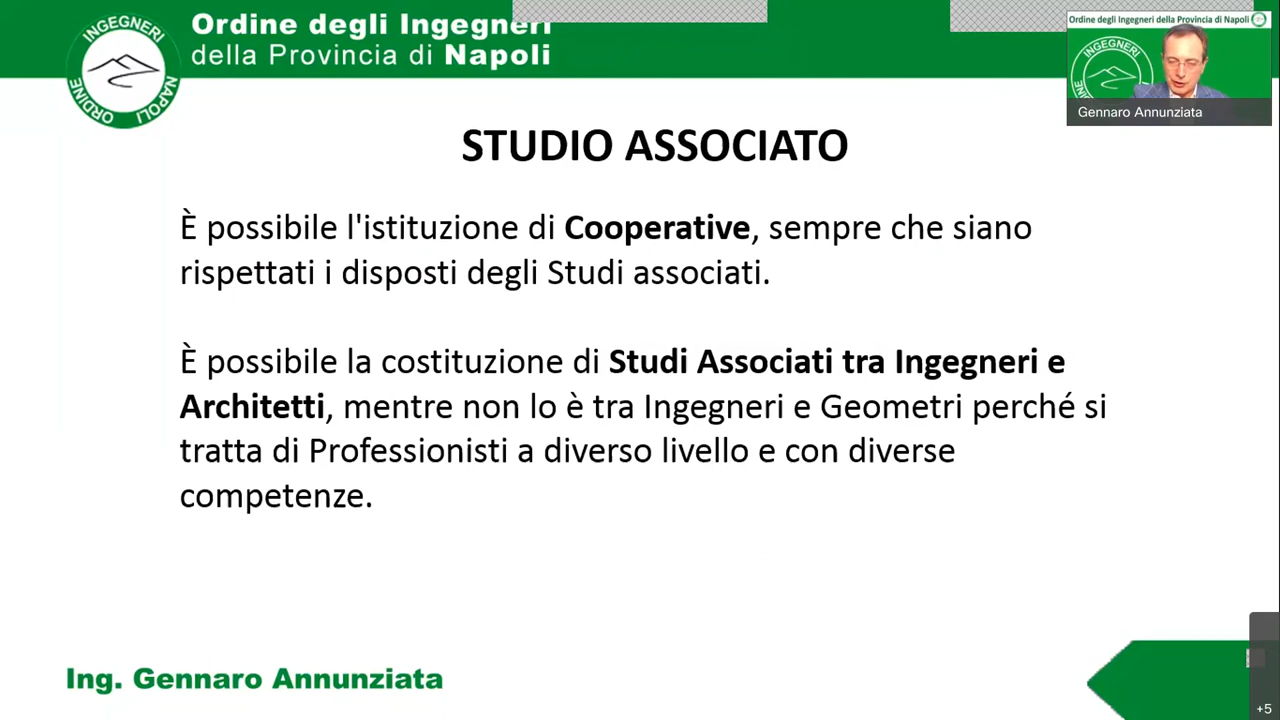 Ordine degli Ingegneri
della Provincia di Napoli
INGEGNERI
NAPOLI
ORDINE
Ordine degli Ingegneri della Provincia di Napoli
INGEGNERI
Gennaro Annunziata
STUDIO ASSOCIATO
È possibile l'istituzione di Cooperative, sempre che siano
rispettati i disposti degli Studi associati.
È possibile la costituzione di Studi Associati tra Ingegneri e
Architetti, mentre non lo è tra Ingegneri e Geometri perché si
tratta di Professionisti a diverso livello e con diverse
competenze.
Ing. Gennaro Annunziata
+5